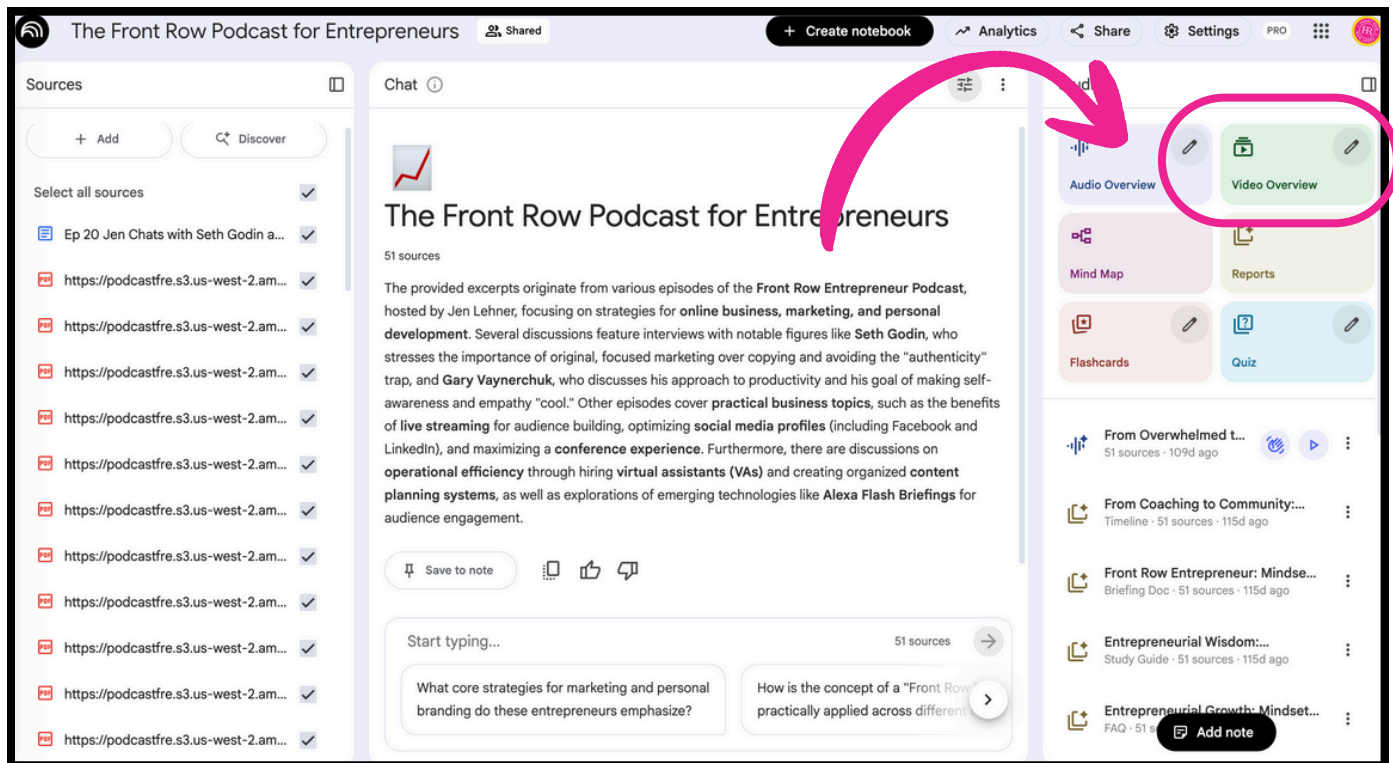 The Front Row Podcast for Entrepreneurs
Shared
+ Create notebook
Analytics
Share
Settings
PRO
Sources
+ Add
Discover
Select all sources
Ep 20 Jen Chats with Seth Godin a...
https://podcastfre.s3.us-west-2.am...
https://podcastfre.s3.us-west-2.am...
https://podcastfre.s3.us-west-2.am...
https://podcastfre.s3.us-west-2.am...
https://podcastfre.s3.us-west-2.am...
https://podcastfre.s3.us-west-2.am...
https://podcastfre.s3.us-west-2.am...
https://podcastfre.s3.us-west-2.am...
https://podcastfre.s3.us-west-2.am...
https://podcastfre.s3.us-west-2.am...
https://podcastfre.s3.us-west-2.am...
Chat
The Front Row Podcast for Entrepreneurs
51 sources
The provided excerpts originate from various episodes of the Front Row Entrepreneur Podcast,
hosted by Jen Lehner, focusing on strategies for online business, marketing, and personal
development. Several discussions feature interviews with notable figures like Seth Godin, who
stresses the importance of original, focused marketing over copying and avoiding the "authenticity"
trap, and Gary Vaynerchuk, who discusses his approach to productivity and his goal of making self-
awareness and empathy "cool." Other episodes cover practical business topics, such as the benefits
of live streaming for audience building, optimizing social media profiles (including Facebook and
LinkedIn), and maximizing a conference experience. Furthermore, there are discussions on
operational efficiency through hiring virtual assistants (VAs) and creating organized content
planning systems, as well as explorations of emerging technologies like Alexa Flash Briefings for
audience engagement.
Save to note
Start typing...
51 sources
What core strategies for marketing and personal
branding do these entrepreneurs emphasize?
How is the concept of a "Front Row
practically applied across different
Audio Overview
Video Overview
Mind Map
Reports
Flashcards
Quiz
From Overwhelmed t...
51 sources · 109d ago
From Coaching to Community:...
Timeline · 51 sources · 115d ago
Front Row Entrepreneur: Mindse...
Briefing Doc · 51 sources · 115d ago
Entrepreneurial Wisdom:...
Study Guide · 51 sources · 115d ago
Entrepreneurial Growth: Mindset...
FAQ · 51
Add note